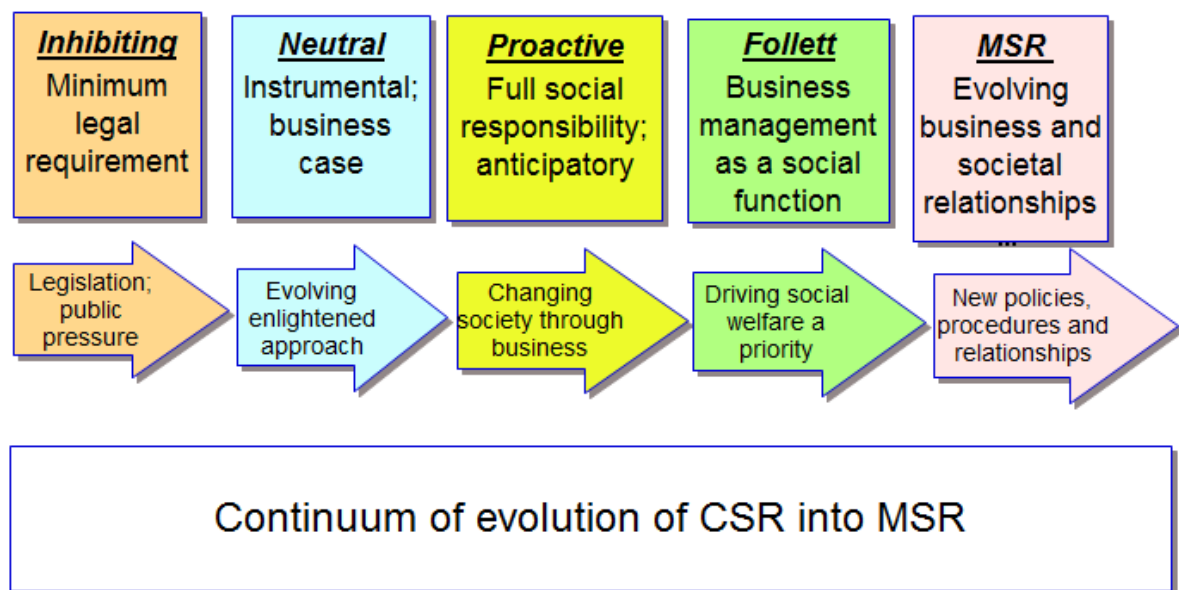 Inhibiting
Minimum
legal
requirement
Neutral
Instrumental;
business
case
Proactive
Full social
responsibility;
anticipatory
Follett
Business
management
as a social
function
MSR
Evolving
business and
societal
relationships
...
Legislation;
public
pressure
Evolving
enlightened
approach
Changing
society through
business
Driving social
welfare a
priority
New policies,
procedures and
relationships
Continuum of evolution of CSR into MSR